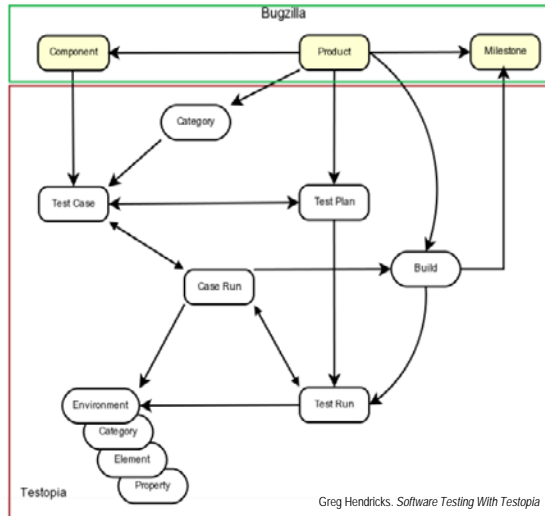 Bugzilla
Component
Product
Milestone
Category
Test Case
Test Plan
Case Run
Build
Environment
Test Run
Category
Element
Property
Testopia
Greg Hendricks. Software Testing With Testopia